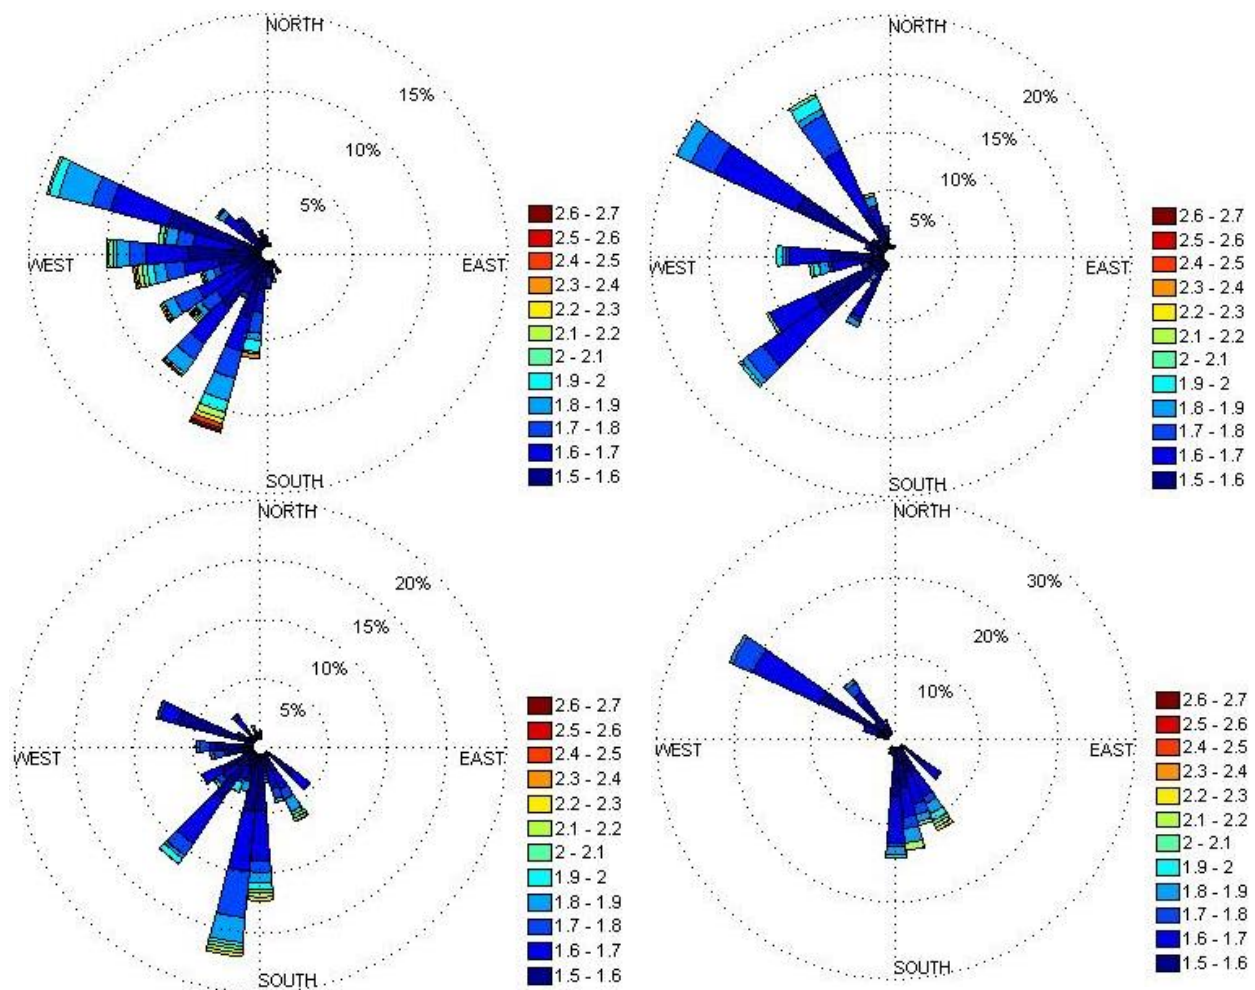 NORTH
15%
10%
5%
WEST
EAST
SOUTH
2.6 - 2.7
2.5 - 2.6
2.4 - 2.5
2.3 - 2.4
2.2 - 2.3
2.1 - 2.2
2 - 2.1
1.9 - 2
1.8 - 1.9
1.7 - 1.8
1.6 - 1.7
1.5 - 1.6
NORTH
20%
15%
10%
5%
WEST
EAST
SOUTH
2.6 - 2.7
2.5 - 2.6
2.4 - 2.5
2.3 - 2.4
2.2 - 2.3
2.1 - 2.2
2 - 2.1
1.9 - 2
1.8 - 1.9
1.7 - 1.8
1.6 - 1.7
1.5 - 1.6
NORTH
20%
15%
10%
5%
WEST
EAST
SOUTH
2.6 - 2.7
2.5 - 2.6
2.4 - 2.5
2.3 - 2.4
2.2 - 2.3
2.1 - 2.2
2 - 2.1
1.9 - 2
1.8 - 1.9
1.7 - 1.8
1.6 - 1.7
1.5 - 1.6
NORTH
30%
20%
10%
WEST
EAST
SOUTH
2.6 - 2.7
2.5 - 2.6
2.4 - 2.5
2.3 - 2.4
2.2 - 2.3
2.1 - 2.2
2 - 2.1
1.9 - 2
1.8 - 1.9
1.7 - 1.8
1.6 - 1.7
1.5 - 1.6